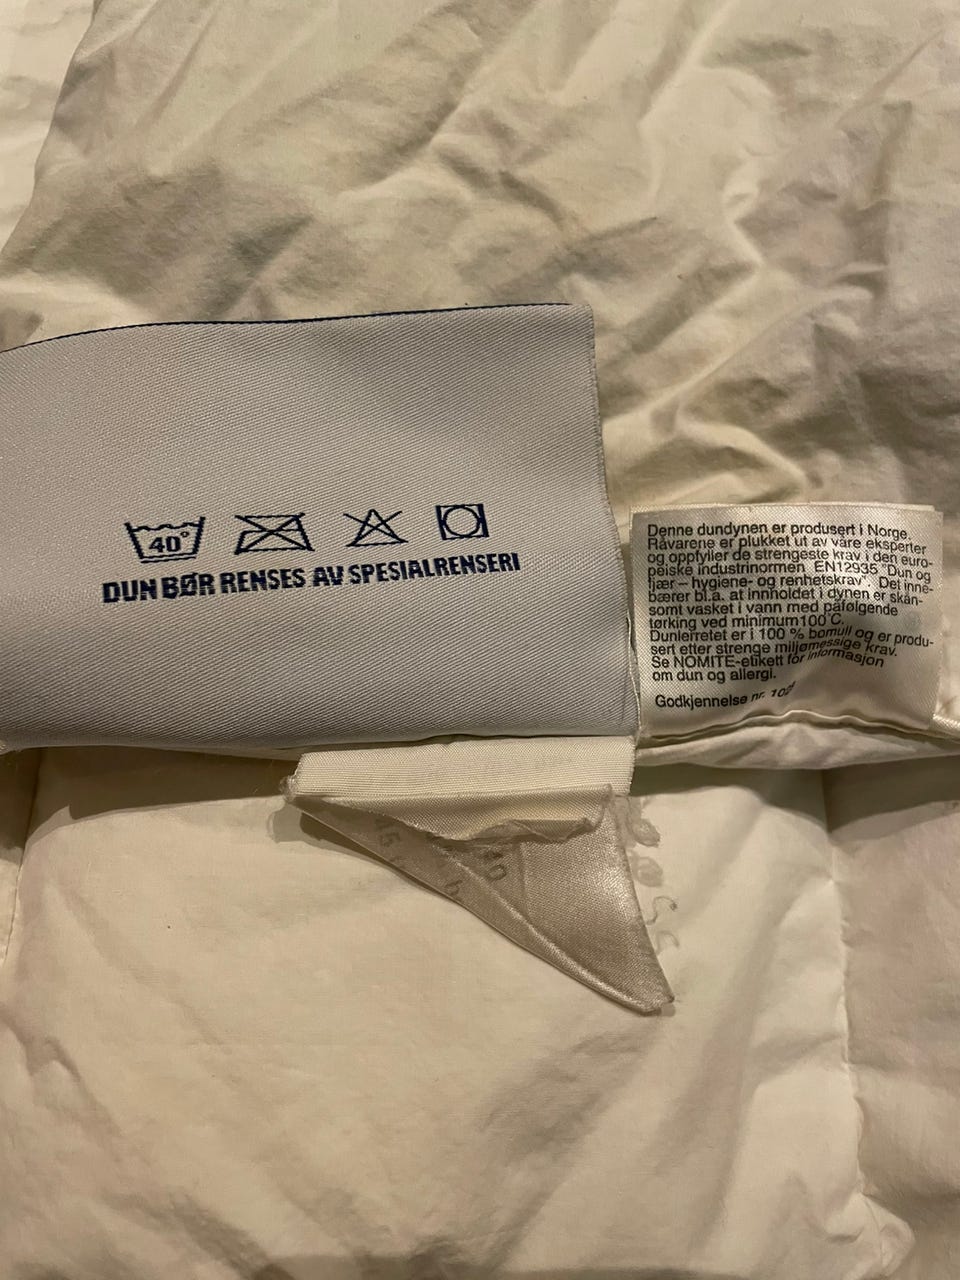 40°
DUN BØR RENSES AV SPESIALRENSERI
Denne dundynen er produsert i Norge.
Råvarene er plukket ut av våre eksperter
og oppfyller de strengeste krav i den euro-
peiske industrinormen EN12935 "Dun og
fjær – hygiene- og renhetskrav". Det inne-
bærer bl.a. at innholdet i dynen er skån-
somt vasket i vann med påfølgende
tørking ved minimum100°C.
Dunlerretet er i 100 % bomull og er produ-
sert etter strenge miljømessige krav.
Se NOMITE-etikett for informasjon
om dun og allergi.
Godkjennelse nr.